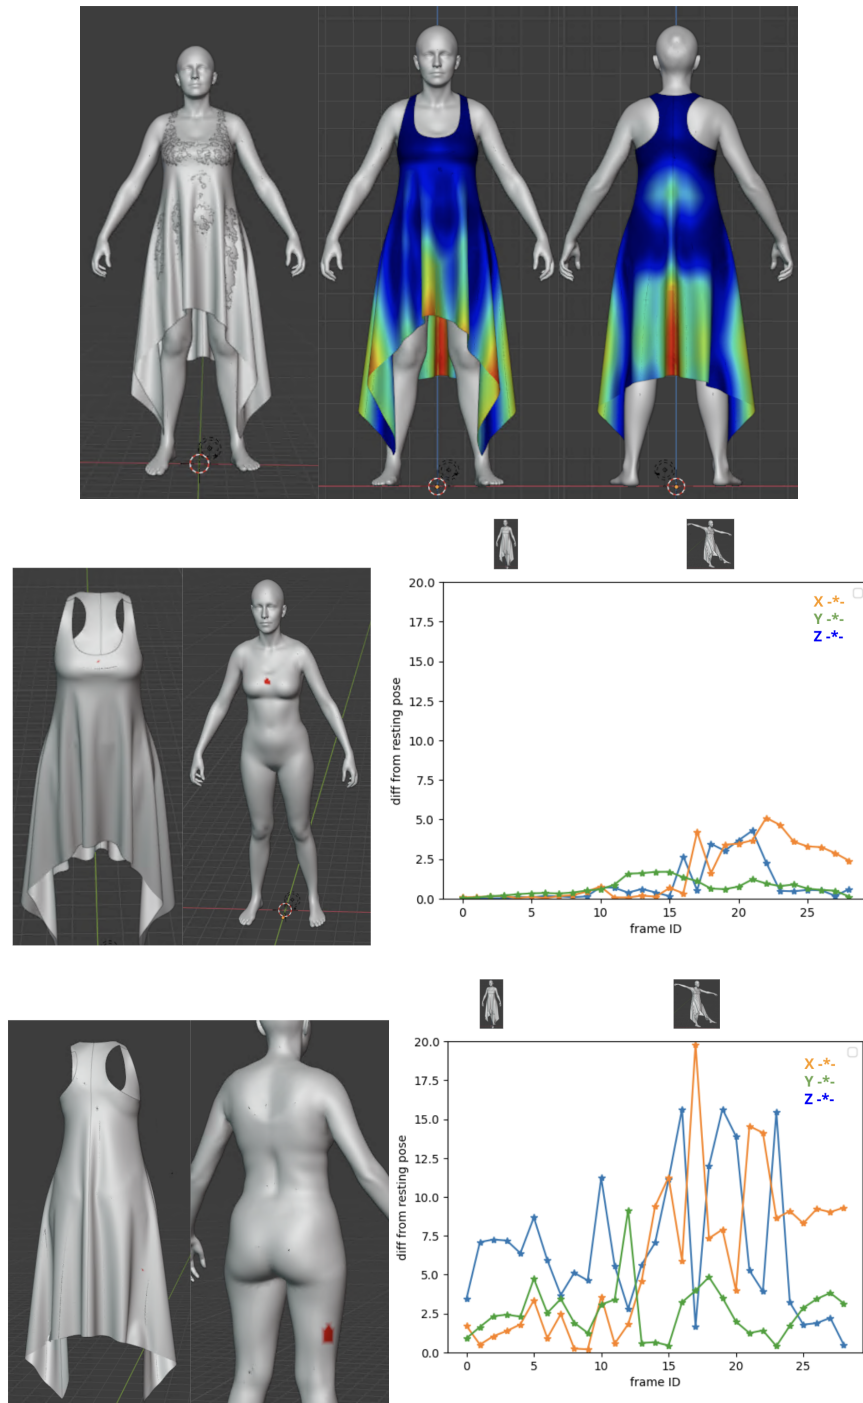 20.0
X -*-
Y -*-
17.5
Z -*-
15.0
12.5
10.0
7.5
5.0
2.5
0.0
diff from resting pose
0 5 10 15 20 25
frame ID
20.0
X -*-
Y -*-
17.5
Z -*-
15.0
12.5
10.0
7.5
5.0
2.5
0.0
diff from resting pose
0 5 10 15 20 25
frame ID